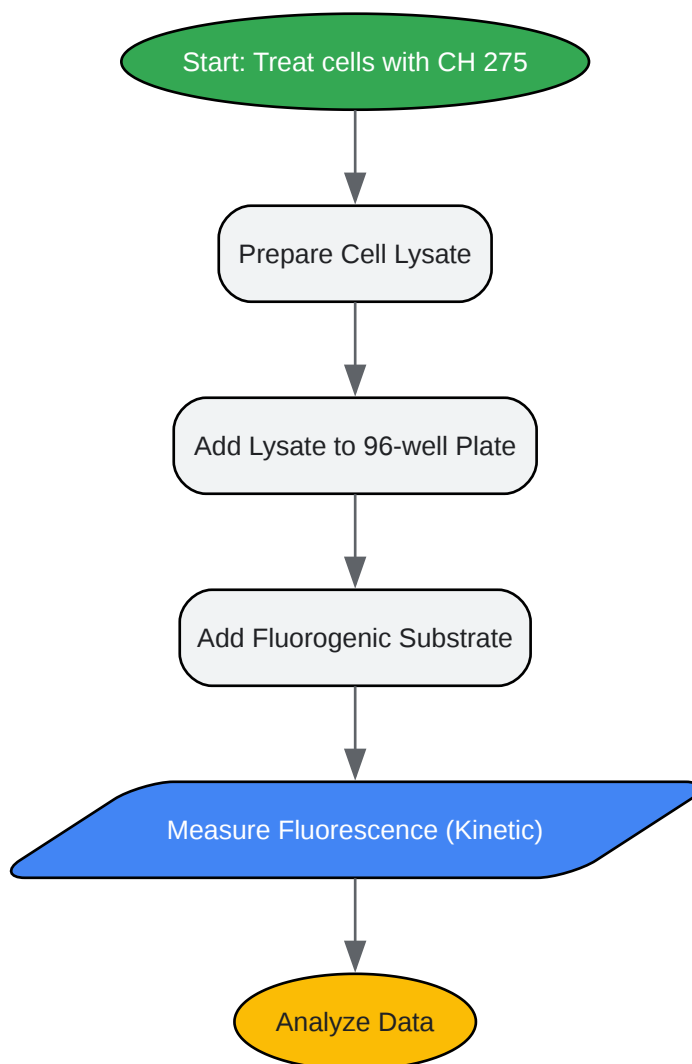 Start: Treat cells with CH 275
Prepare Cell Lysate
Add Lysate to 96-well Plate
Add Fluorogenic Substrate
Measure Fluorescence (Kinetic)
Analyze Data